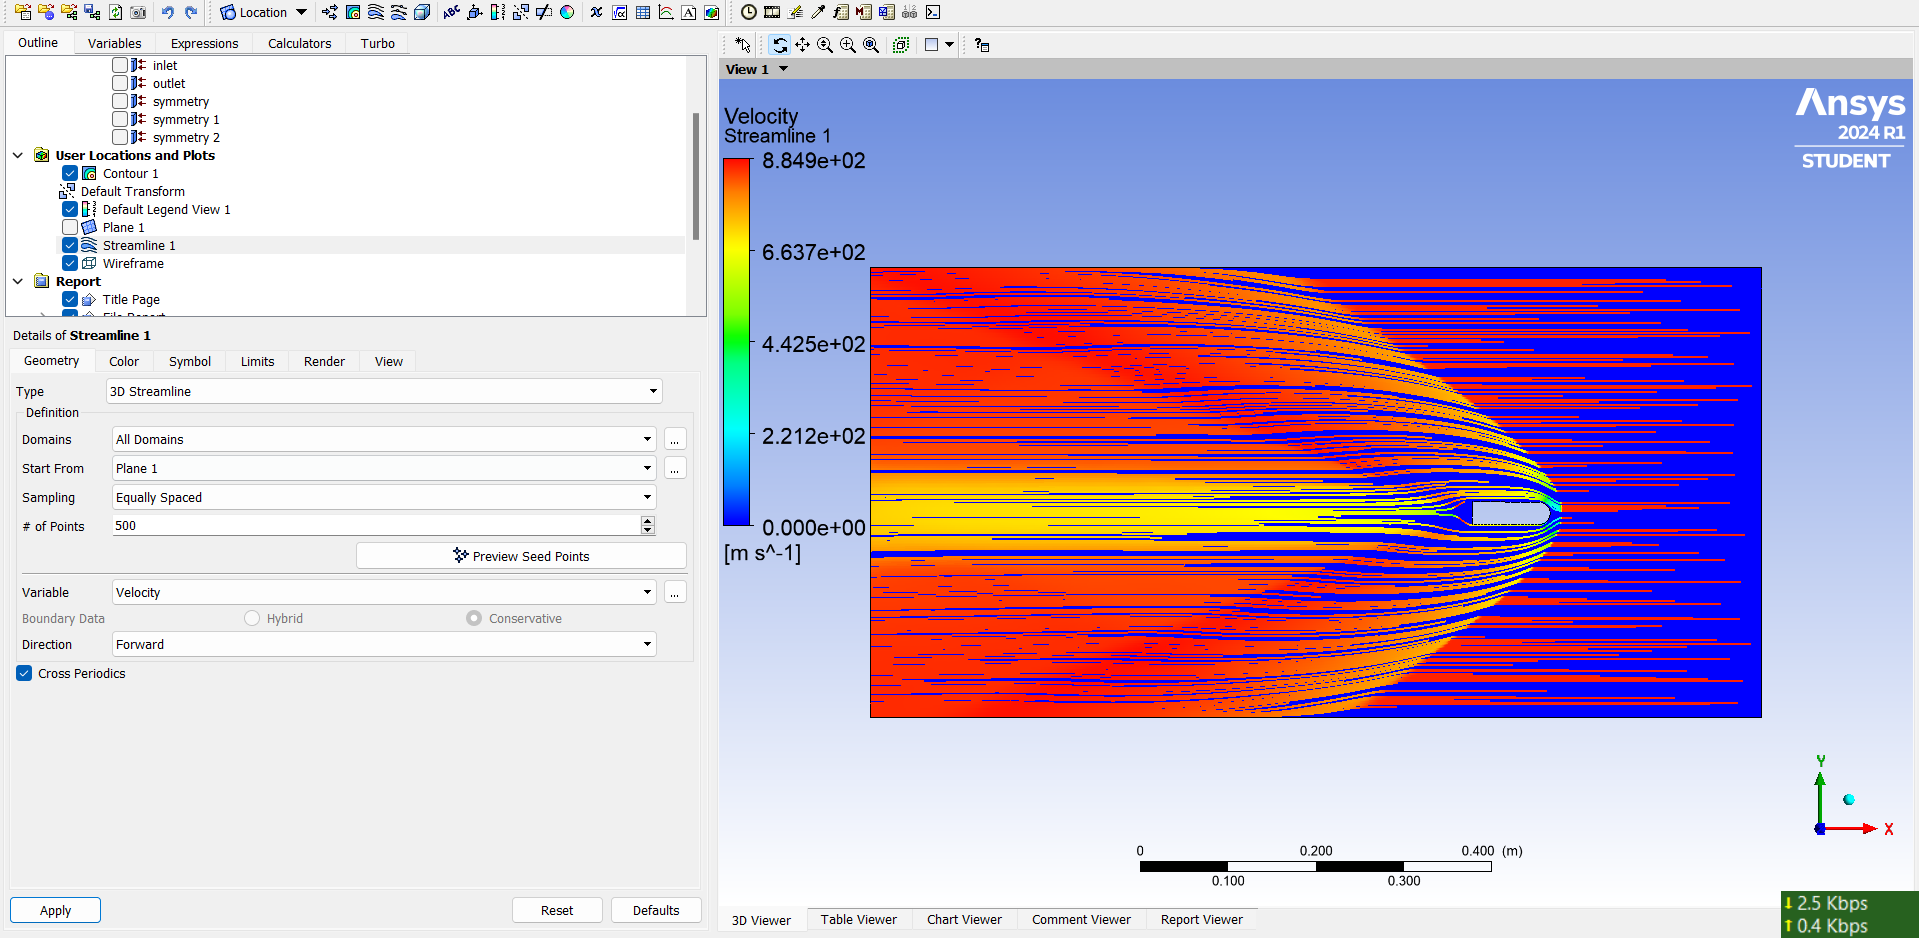 Location
ABC
A
Outline
Variables
Expressions
Calculators
Turbo
inlet
outlet
symmetry
symmetry 1
symmetry 2
User Locations and Plots
Contour 1
Default Transform
Default Legend View 1
Plane 1
Streamline 1
Wireframe
Report
Title Page
Details of Streamline 1
Geometry
Color
Symbol
Limits
Render
View
Type
3D Streamline
Definition
Domains
All Domains
...
Start From
Plane 1
...
Sampling
Equally Spaced
# of Points
500
Preview Seed Points
Variable
Velocity
...
Boundary Data
Hybrid
Conservative
Direction
Forward
Cross Periodics
Apply
Reset
Defaults
View 1
Velocity
Streamline 1
8.849e+02
6.637e+02
4.425e+02
2.212e+02
0.000e+00
[m s^-1]
Ansys
2024 R1
STUDENT
Y
X
0
0.200
0.400
(m)
0.100
0.300
3D Viewer
Table Viewer
Chart Viewer
Comment Viewer
Report Viewer
2.5 Kbps
0.4 Kbps